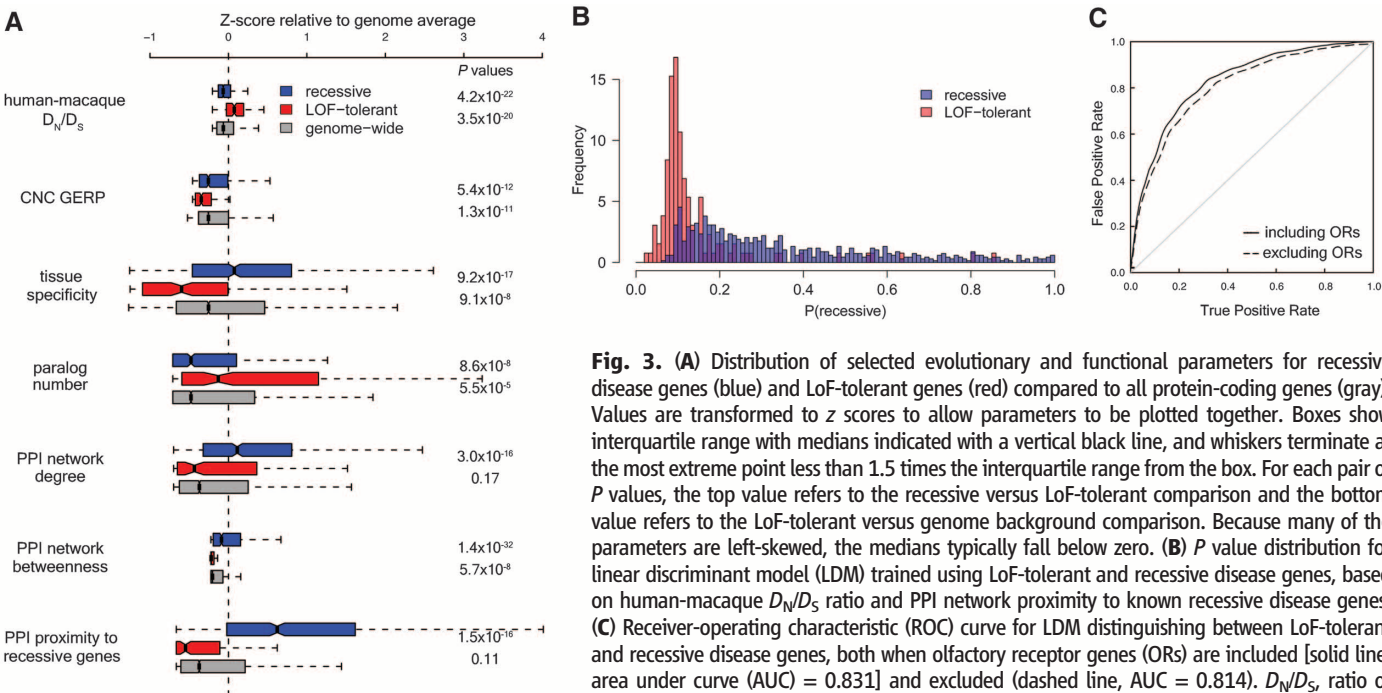 A
Z-score relative to genome average
−1 0 1 2 3 4
P values
recessive
LOF−tolerant
genome−wide
human-macaque
D_N/D_S
4.2x10⁻²²
3.5x10⁻²⁰
CNC GERP
5.4x10⁻¹²
1.3x10⁻¹¹
tissue
specificity
9.2x10⁻¹⁷
9.1x10⁻⁸
paralog
number
8.6x10⁻⁸
5.5x10⁻⁵
PPI network
degree
3.0x10⁻¹⁶
0.17
PPI network
betweenness
1.4x10⁻³²
5.7x10⁻⁸
PPI proximity to
recessive genes
1.5x10⁻¹⁶
0.11
B
Frequency
15
10
5
0
recessive
LOF−tolerant
0.0 0.2 0.4 0.6 0.8 1.0
P(recessive)
C
False Positive Rate
1.0
0.8
0.6
0.4
0.2
0.0
including ORs
excluding ORs
0.0 0.2 0.4 0.6 0.8 1.0
True Positive Rate
Fig. 3. (A) Distribution of selected evolutionary and functional parameters for recessiv
disease genes (blue) and LoF-tolerant genes (red) compared to all protein-coding genes (gray)
Values are transformed to z scores to allow parameters to be plotted together. Boxes show
interquartile range with medians indicated with a vertical black line, and whiskers terminate a
the most extreme point less than 1.5 times the interquartile range from the box. For each pair o
P values, the top value refers to the recessive versus LoF-tolerant comparison and the bottom
value refers to the LoF-tolerant versus genome background comparison. Because many of the
parameters are left-skewed, the medians typically fall below zero. (B) P value distribution fo
linear discriminant model (LDM) trained using LoF-tolerant and recessive disease genes, base
on human-macaque D_N/D_S ratio and PPI network proximity to known recessive disease genes
(C) Receiver-operating characteristic (ROC) curve for LDM distinguishing between LoF-toleran
and recessive disease genes, both when olfactory receptor genes (ORs) are included [solid line
area under curve (AUC) = 0.831] and excluded (dashed line, AUC = 0.814). D_N/D_S, ratio o